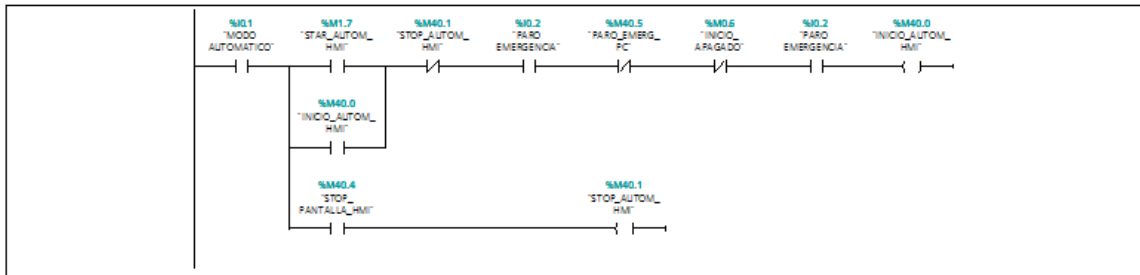 %I0.1
"MODO
AUTOMATICO"
%M1.7
"STAR_AUTOM_
HMI"
%M40.1
"STOP_AUTOM_
HMI"
%I0.2
"PARO
EMERGENCIA"
%M40.5
"PARO_EMERG_
PC"
%M0.6
"INICIO_
APAGADO"
%I0.2
"PARO
EMERGENCIA"
%M40.0
"INICIO_AUTOM_
HMI"
%M40.0
"INICIO_AUTOM_
HMI"
%M40.4
"STOP_
PANTALLA_HMI"
%M40.1
"STOP_AUTOM_
HMI"